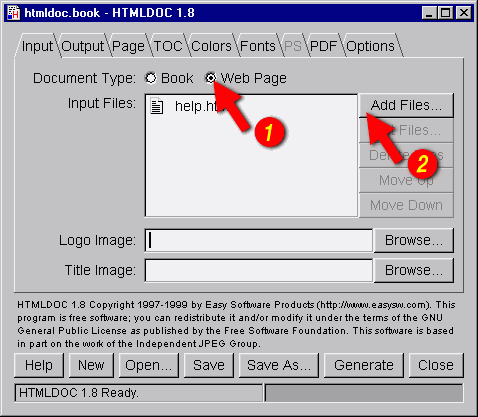 htmldoc.book - HTMLDOC 1.8
Input Output Page TOC Colors Fonts PS PDF Options
Document Type: Book Web Page
Input Files: help.ht Add Files...
1
Files...
2
Move Up
Move Down
Logo Image: Browse...
Title Image: Browse...
HTMLDOC 1.8 Copyright 1997-1999 by Easy Software Products (http://www.easysw.com). This
program is free software; you can redistribute it and/or modify it under the terms of the GNU
General Public License as published by the Free Software Foundation. This software is based
in part on the work of the Independent JPEG Group.
Help New Open... Save Save As... Generate Close
HTMLDOC 1.8 Ready.